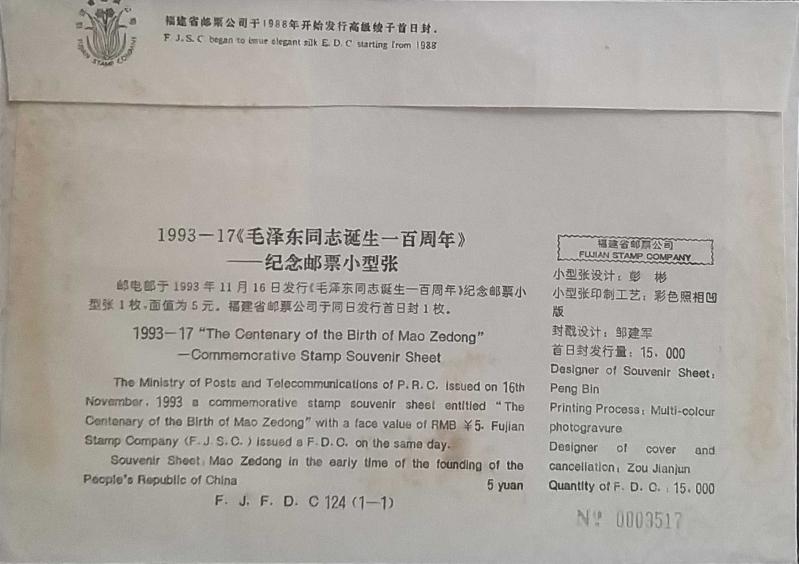 福建省邮票公司于1988年开始发行高级绫子首日封.
F. J. S. C began to issue elegant silk F. D. C starting from 1988
FUJIAN STAMP COMPANY
1993—17《毛泽东同志诞生一百周年》
——纪念邮票小型张
邮电部于 1993 年 11 月 16 日发行《毛泽东同志诞生一百周年》纪念邮票小
型张 1 枚,面值为 5 元。福建省邮票公司于同日发行首日封 1 枚。
1993—17 “The Centenary of the Birth of Mao Zedong”
—Commemorative Stamp Souvenir Sheet
The Ministry of Posts and Telecommunications of P. R. C. issued on 16th
November, 1993 a commemorative stamp souvenir sheet entitled “The
Centenary of the Birth of Mao Zedong” with a face value of RMB ¥5. Fujian
Stamp Company (F. J. S. C. ) issued a F. D. C. on the same day.
Souvenir Sheet: Mao Zedong in the early time of the founding of the
People's Republic of China 5 yuan
F. J. F. D. C 124 (1—1)
福建省邮票公司
FUJIAN STAMP COMPANY
小型张设计: 彭 彬
小型张印制工艺: 彩色照相凹
版
封戳设计: 邹建军
首日封发行量: 15、000
Designer of Souvenir Sheet:
Peng Bin
Printing Process: Multi-colour
photogravure
Designer of cover and
cancellation: Zou Jianjun
Quantity of F. D. C. : 15、000
Nº 0003517